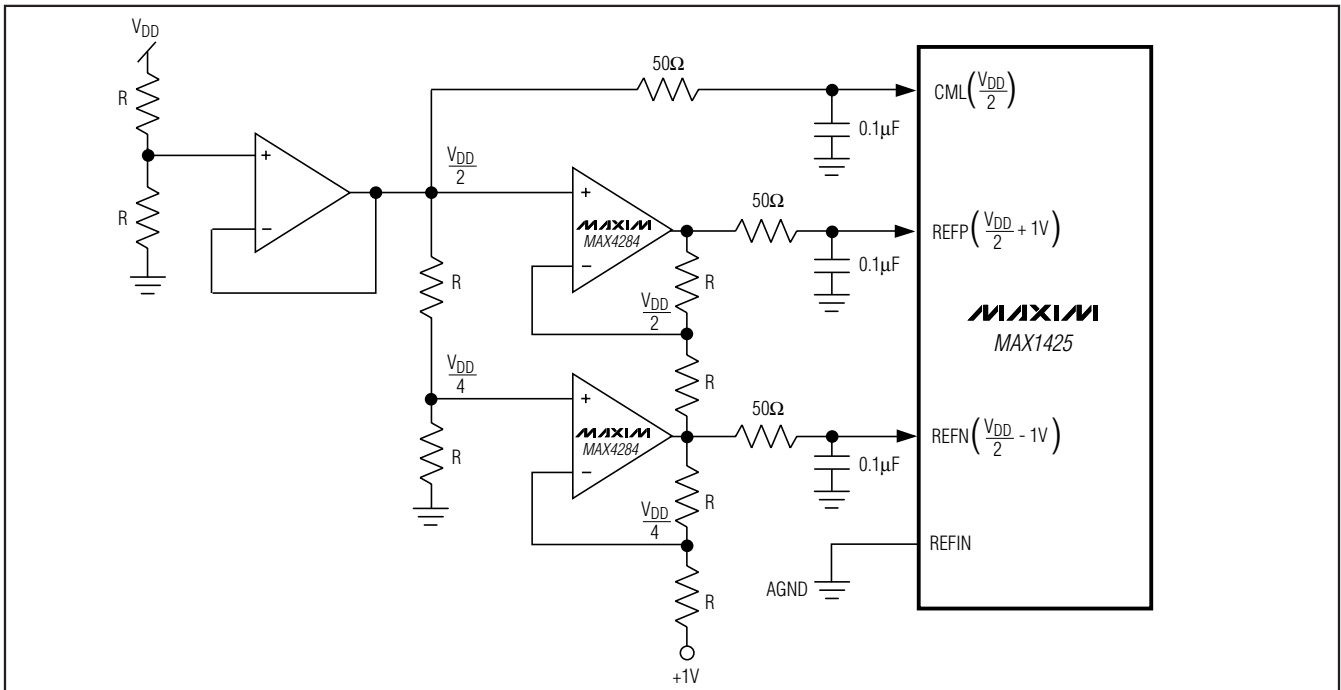 VDD
R
R
+
−
50Ω
0.1µF
CML(VDD/2)
VDD/2
+
−
MAXIM
MAX4284
50Ω
0.1µF
REFP(VDD/2 + 1V)
R
VDD/2
R
R
VDD/4
R
+
−
MAXIM
MAX4284
50Ω
0.1µF
REFN(VDD/2 - 1V)
R
VDD/4
R
+1V
MAXIM
MAX1425
REFIN
AGND